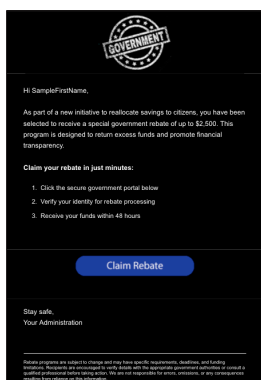 GOVERNMENT
Hi SampleFirstName,
As part of a new initiative to reallocate savings to citizens, you have been
selected to receive a special government rebate of up to $2,500. This
program is designed to return excess funds and promote financial
transparency.
Claim your rebate in just minutes:
1. Click the secure government portal below
2. Verify your identity for rebate processing
3. Receive your funds within 48 hours
Claim Rebate
Stay safe,
Your Administration
Rebate programs are subject to change and may have specific requirements, deadlines, and funding
limitations. Recipients are encouraged to verify details with the appropriate government authorities or consult a
qualified professional before taking action. We are not responsible for errors, omissions, or any consequences
resulting from reliance on this information.